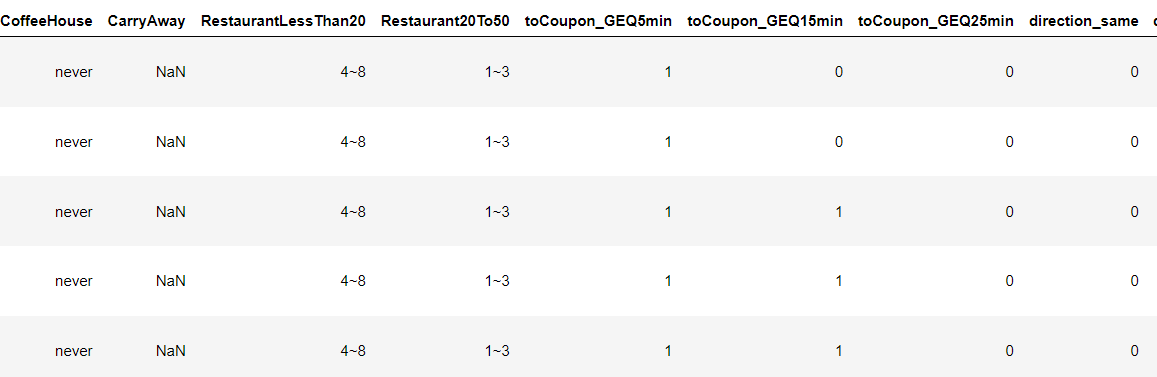 CoffeeHouse CarryAway RestaurantLessThan20 Restaurant20To50 toCoupon_GEQ5min toCoupon_GEQ15min toCoupon_GEQ25min direction_same
never NaN 4~8 1~3 1 0 0 0
never NaN 4~8 1~3 1 0 0 0
never NaN 4~8 1~3 1 1 0 0
never NaN 4~8 1~3 1 1 0 0
never NaN 4~8 1~3 1 1 0 0